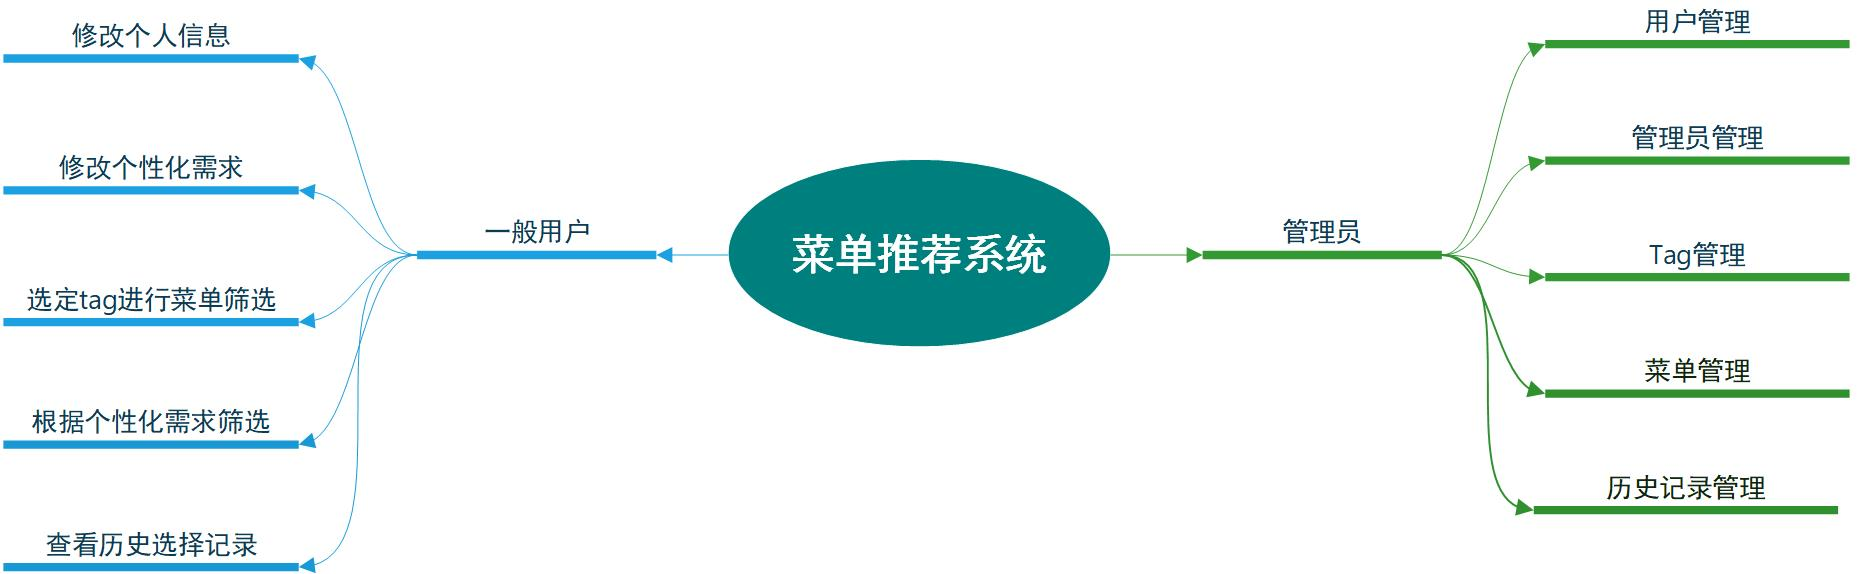 菜单推荐系统
一般用户
修改个人信息
修改个性化需求
选定tag进行菜单筛选
根据个性化需求筛选
查看历史选择记录
管理员
用户管理
管理员管理
Tag管理
菜单管理
历史记录管理